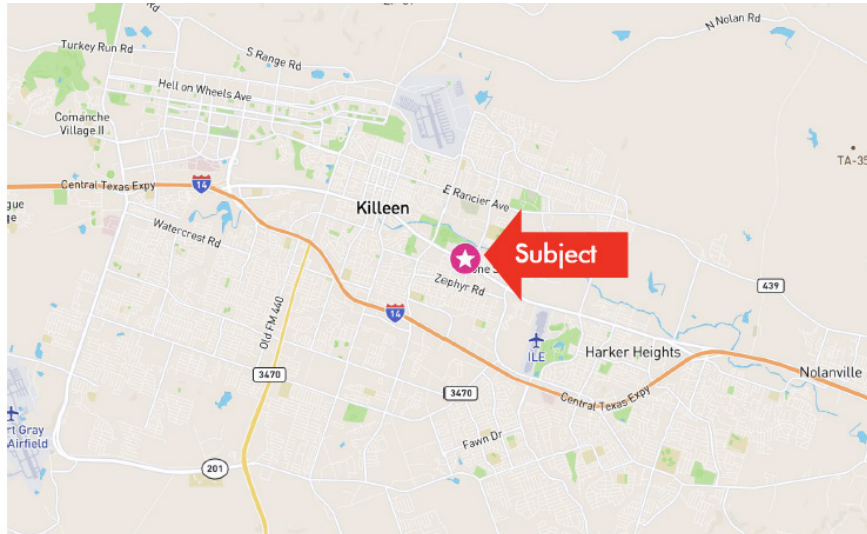 N Nolan Rd
Turkey Run Rd
S Range Rd
Hell on Wheels Ave
Comanche
Village II
TA-35
14
Central Texas Expy
E Rancier Ave
Killeen
Watercrest Rd
Subject
Zephyr Rd
439
Old FM 440
14
ILE
Harker Heights
Nolanville
3470
3470
Central Texas Expy
Fawn Dr
rt Gray
Airfield
201